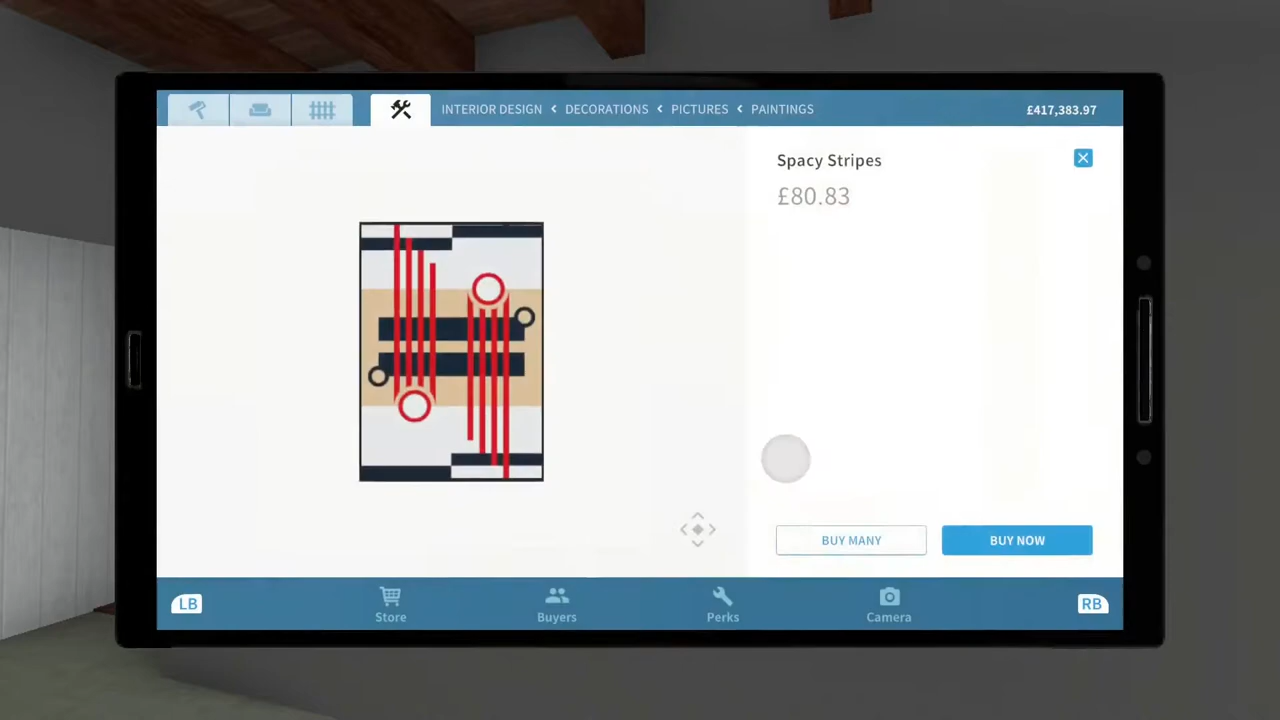 INTERIOR DESIGN < DECORATIONS < PICTURES < PAINTINGS £417,383.97
Spacy Stripes
£80.83
BUY MANY BUY NOW
LB Store Buyers Perks Camera RB